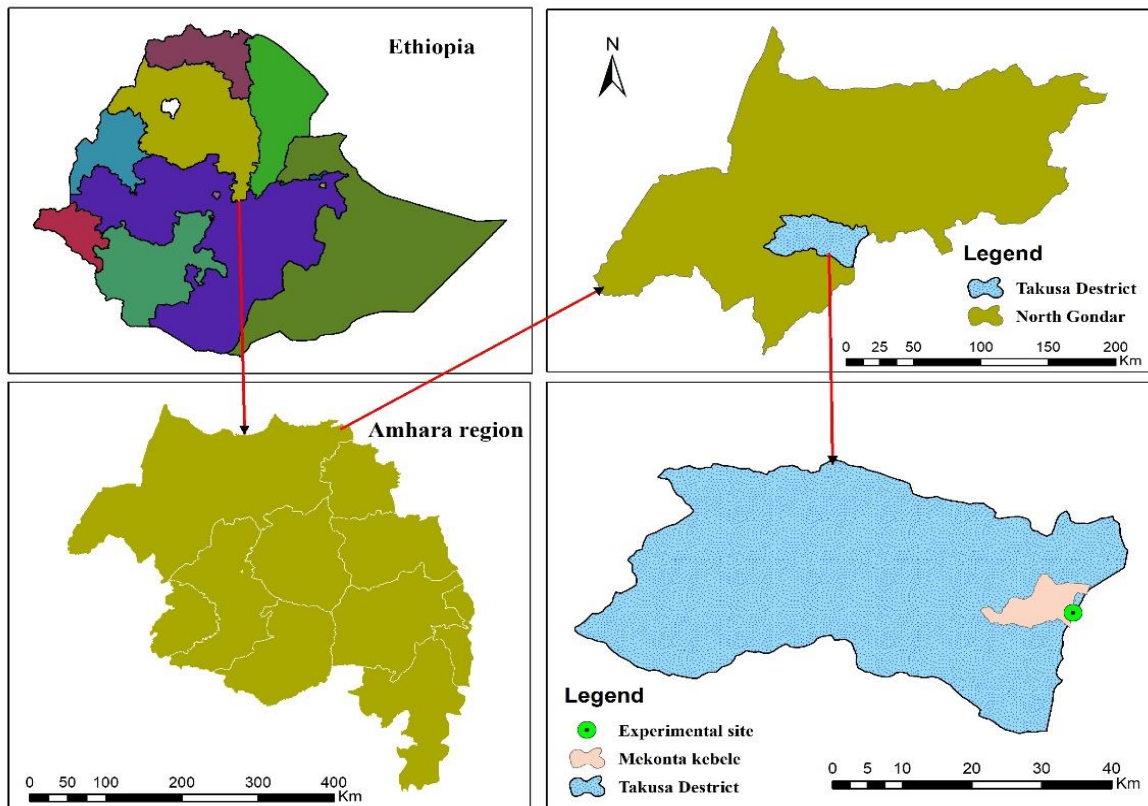 Ethiopia
N
Legend
Takusa Destrict
North Gondar
0 25 50 100 150 200
Km
Amhara region
0 50 100 200 300 400
Km
Legend
Experimental site
Mekonta kebele
Takusa Destrict
0 5 10 20 30 40
Km